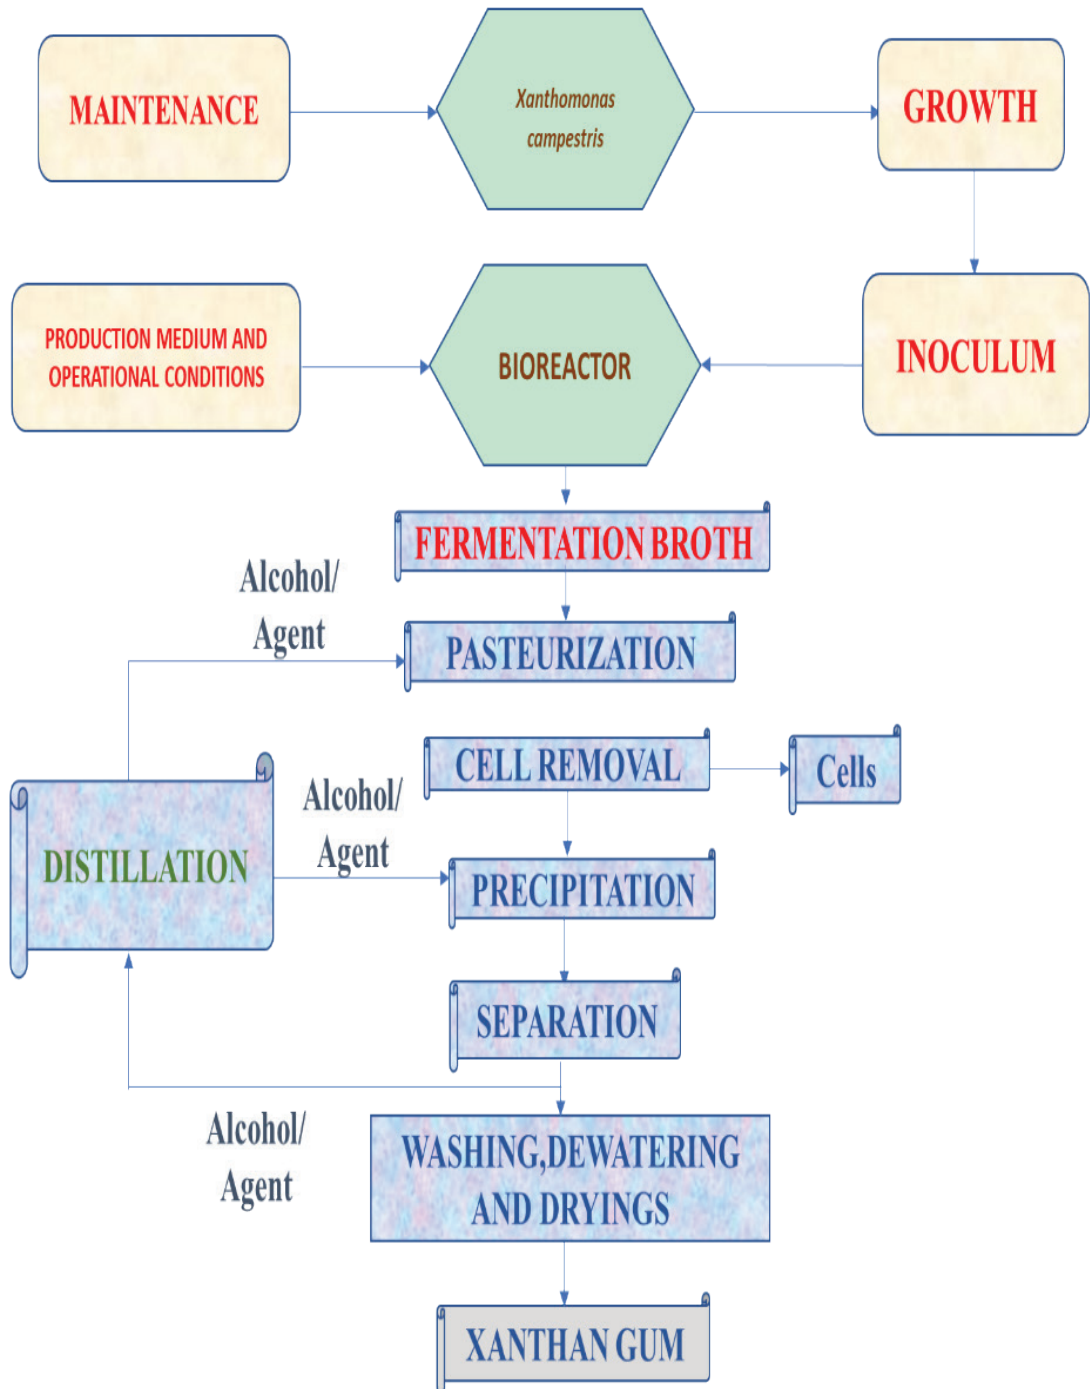 MAINTENANCE
Xanthomonas
campestris
GROWTH
PRODUCTION MEDIUM AND
OPERATIONAL CONDITIONS
BIOREACTOR
INOCULUM
FERMENTATION BROTH
Alcohol/
Agent
PASTEURIZATION
CELL REMOVAL
Cells
Alcohol/
Agent
DISTILLATION
PRECIPITATION
SEPARATION
Alcohol/
Agent
WASHING,DEWATERING
AND DRYINGS
XANTHAN GUM